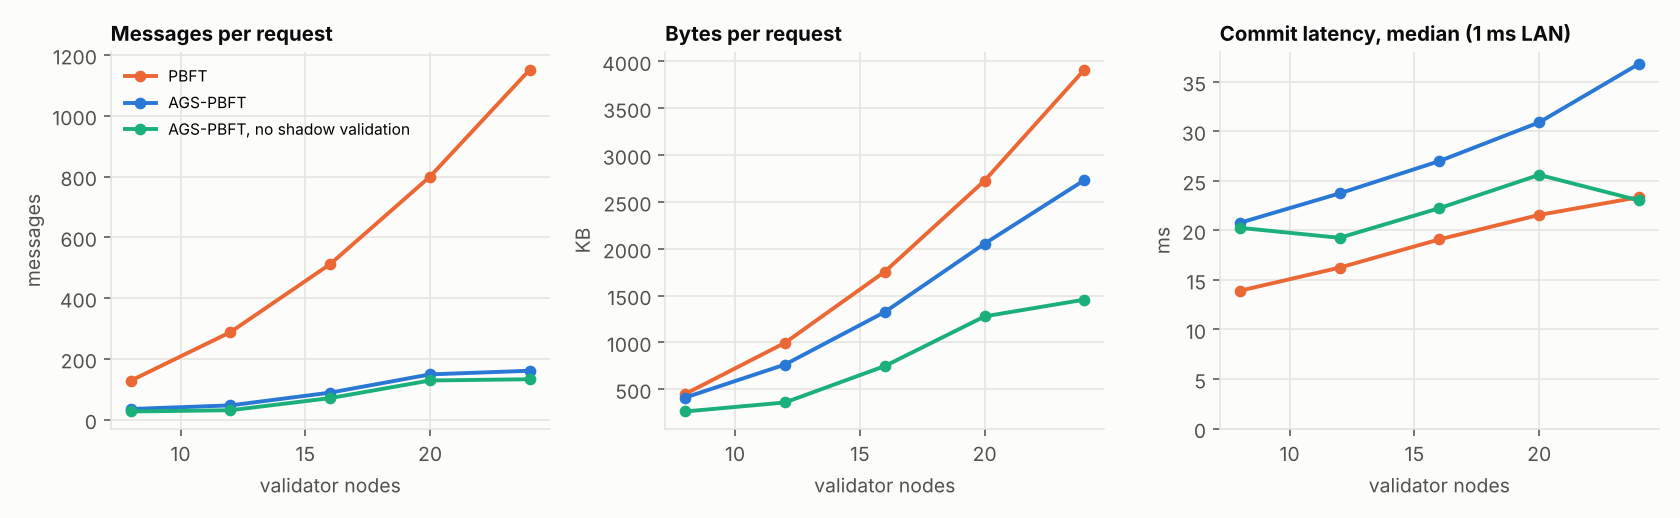 Messages per request
1200
1000
800
600
400
200
0
messages
PBFT
AGS-PBFT
AGS-PBFT, no shadow validation
10
15
20
validator nodes
Bytes per request
4000
3500
3000
2500
2000
1500
1000
500
KB
10
15
20
validator nodes
Commit latency, median (1 ms LAN)
35
30
25
20
15
10
5
0
ms
10
15
20
validator nodes